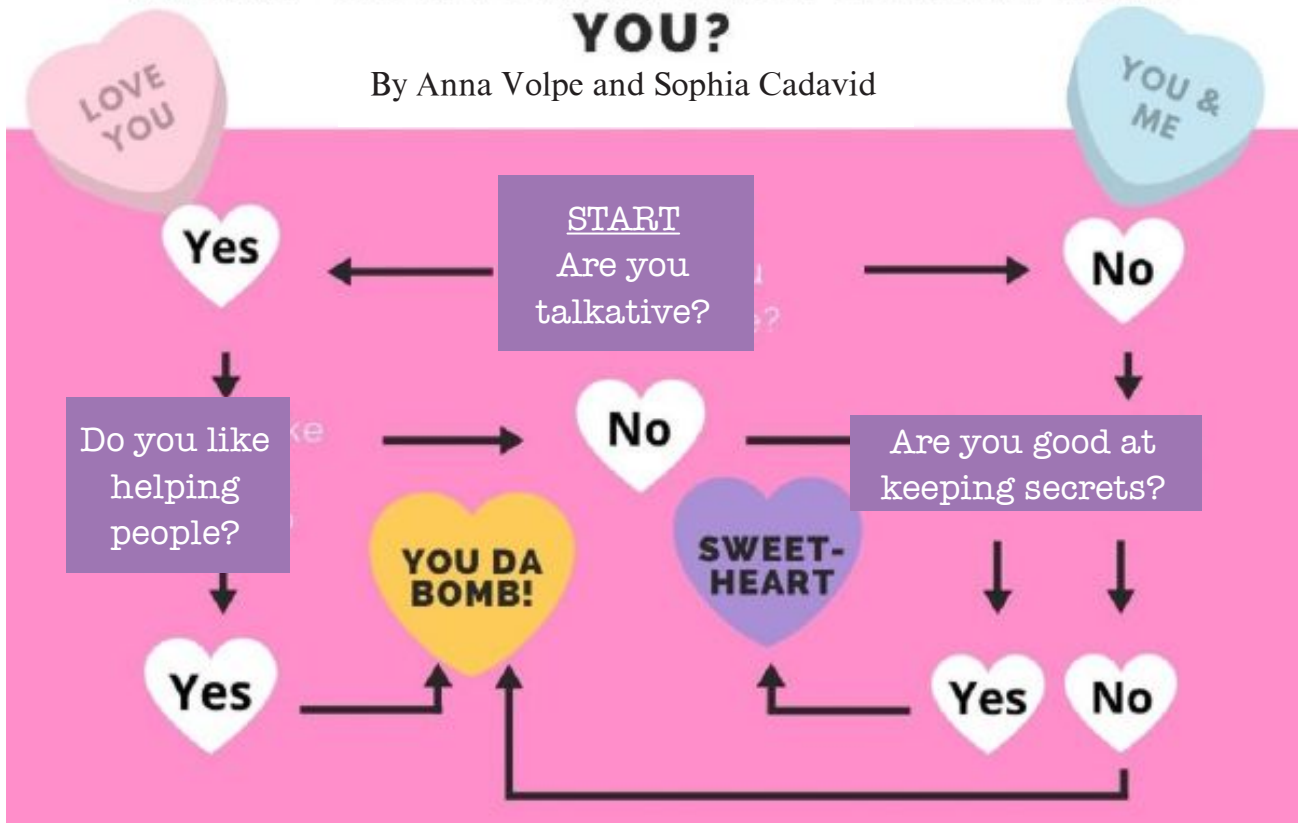 YOU?
By Anna Volpe and Sophia Cadavid
LOVE
YOU
YOU &
ME
START
Are you
talkative?
Yes
No
Do you like
helping
people?
No
Are you good at
keeping secrets?
YOU DA
BOMB!
SWEET-
HEART
Yes
Yes
No